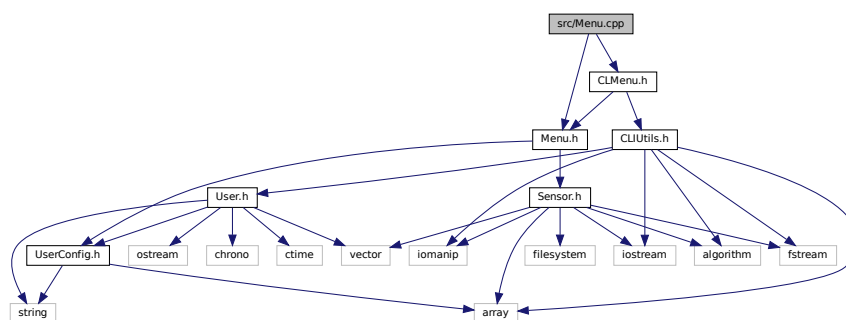 src/Menu.cpp
CLMenu.h
Menu.h
CLIUtils.h
User.h
Sensor.h
UserConfig.h
ostream
chrono
ctime
vector
iomanip
filesystem
iostream
algorithm
fstream
string
array